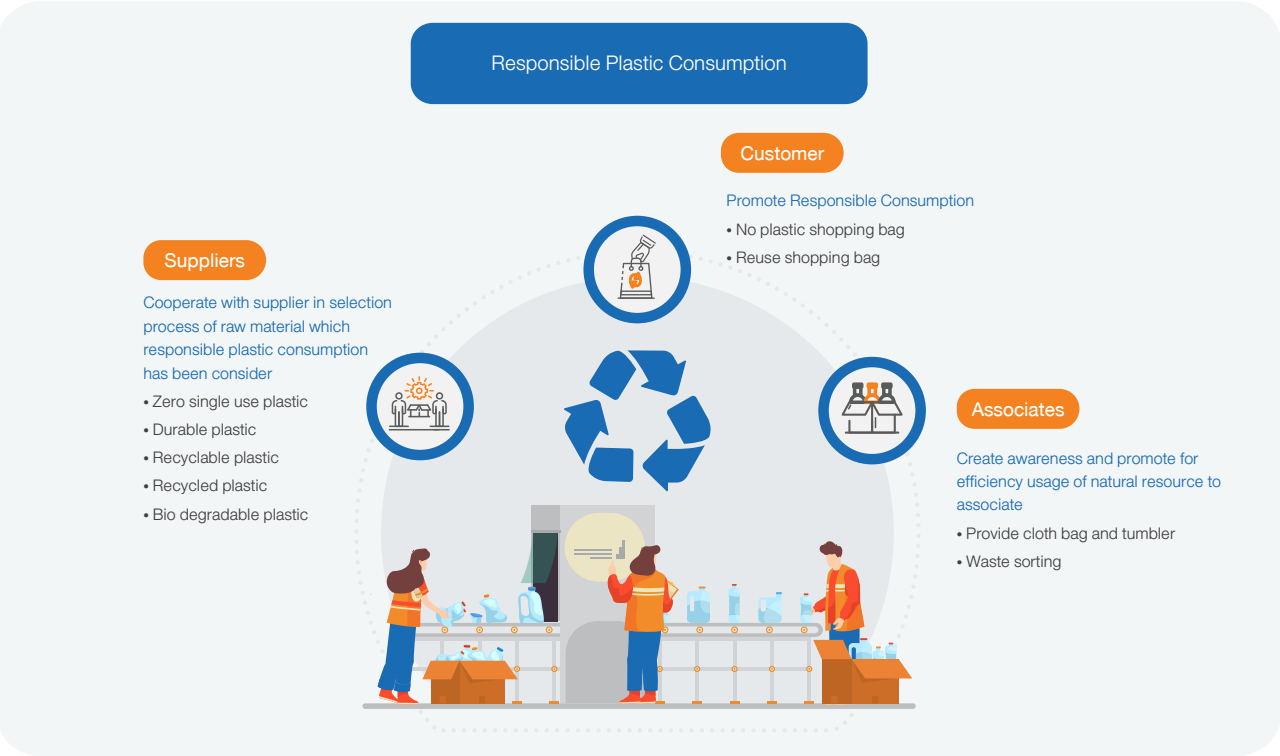 Responsible Plastic Consumption
Customer
Promote Responsible Consumption
• No plastic shopping bag
• Reuse shopping bag
Suppliers
Cooperate with supplier in selection
process of raw material which
responsible plastic consumption
has been consider
• Zero single use plastic
• Durable plastic
• Recyclable plastic
• Recycled plastic
• Bio degradable plastic
Associates
Create awareness and promote for
efficiency usage of natural resource to
associate
• Provide cloth bag and tumbler
• Waste sorting